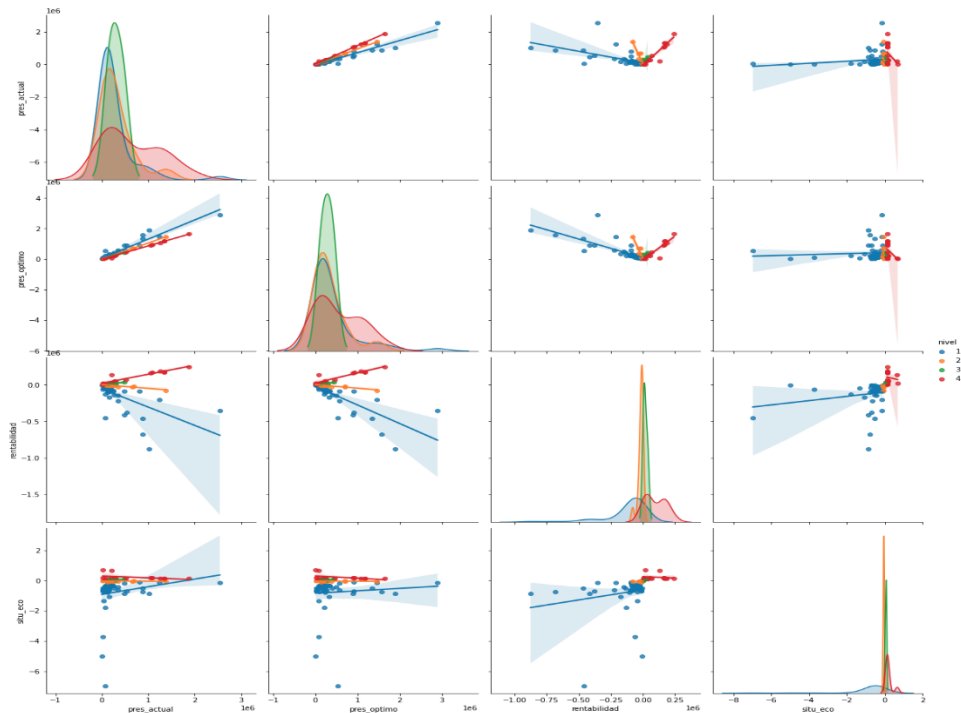 1e6
pres_actual
2
1
0
−2
−4
−6
1e6
pres_optimo
4
2
0
−2
−4
−6
1e6
rentabilidad
0.0
−0.5
−1.0
−1.5
nivel
1
2
3
4
situ_eco
2
0
−2
−4
−6
−1 0 1 2 3
pres_actual 1e6
−1 0 1 2 3
pres_optimo 1e6
−1.00 −0.75 −0.50 −0.25 0.00 0.25
rentabilidad 1e6
−8 −6 −4 −2 0 2
situ_eco